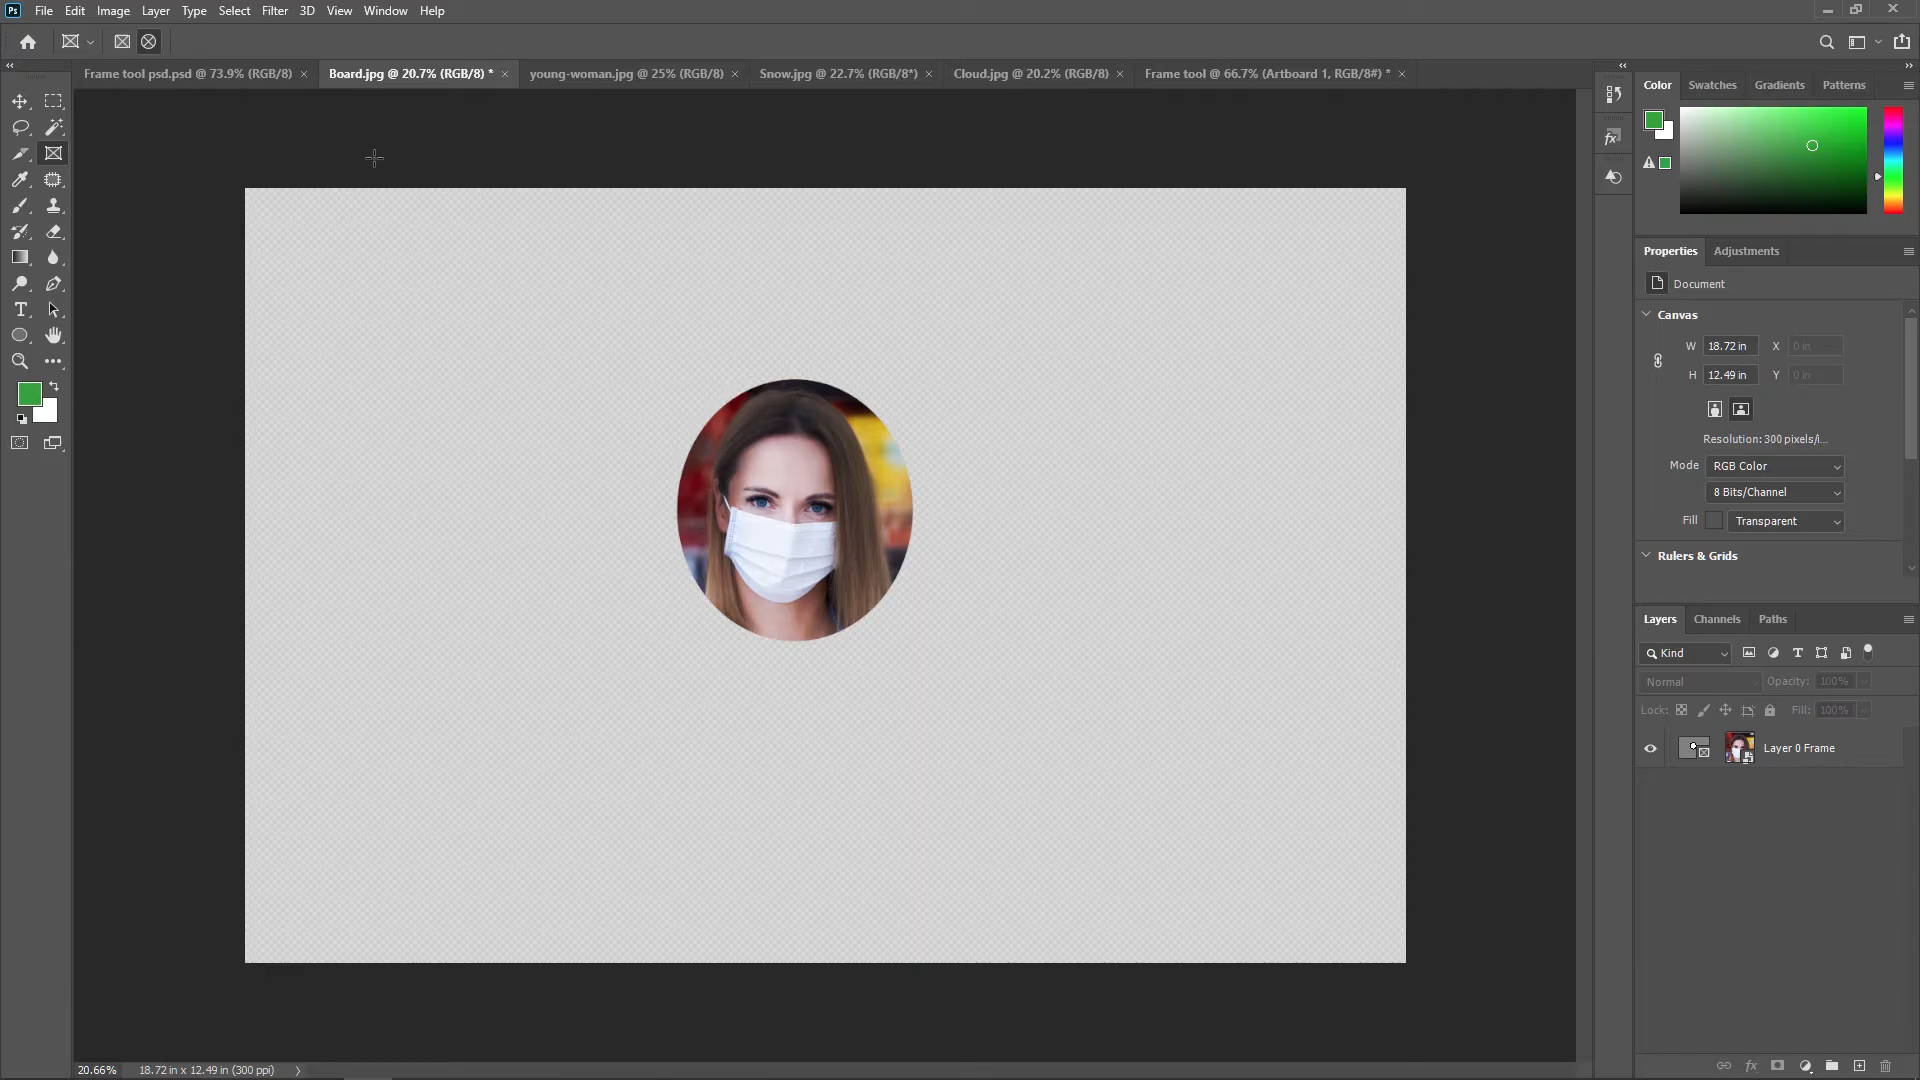 Ps File Edit Image Layer Type Select Filter 3D View Window Help
Frame tool psd.psd @ 73.9% (RGB/8) Board.jpg @ 20.7% (RGB/8) * young-woman.jpg @ 25% (RGB/8) Snow.jpg @ 22.7% (RGB/8*) Cloud.jpg @ 20.2% (RGB/8) Frame tool @ 66.7% (Artboard 1, RGB/8#) *
Color Swatches Gradients Patterns
Properties Adjustments
Document
Canvas
W 18.72 in X 0 in
H 12.49 in Y 0 in
Resolution: 300 pixels/i...
Mode RGB Color
8 Bits/Channel
Fill Transparent
Rulers & Grids
Layers Channels Paths
Kind
Normal Opacity: 100%
Lock: Fill: 100%
Layer 0 Frame
fx
20.66% 18.72 in x 12.49 in (300 ppi)